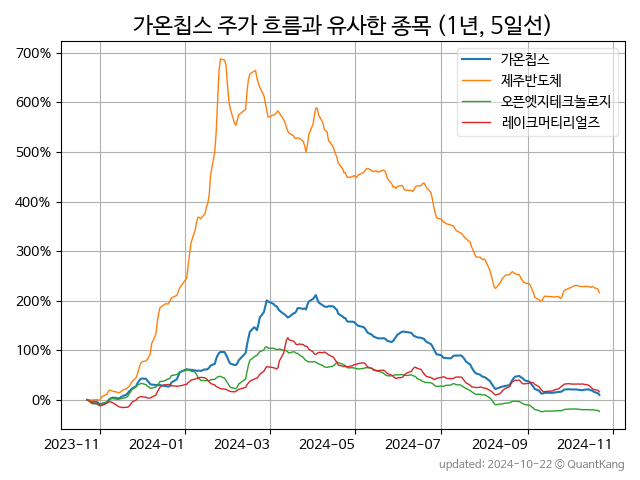 가온칩스 주가 흐름과 유사한 종목 (1년, 5일선)
가온칩스
제주반도체
오픈엣지테크놀로지
레이크머티리얼즈
700%
600%
500%
400%
300%
200%
100%
0%
2023-11 2024-01 2024-03 2024-05 2024-07 2024-09 2024-11
updated: 2024-10-22 © QuantKang